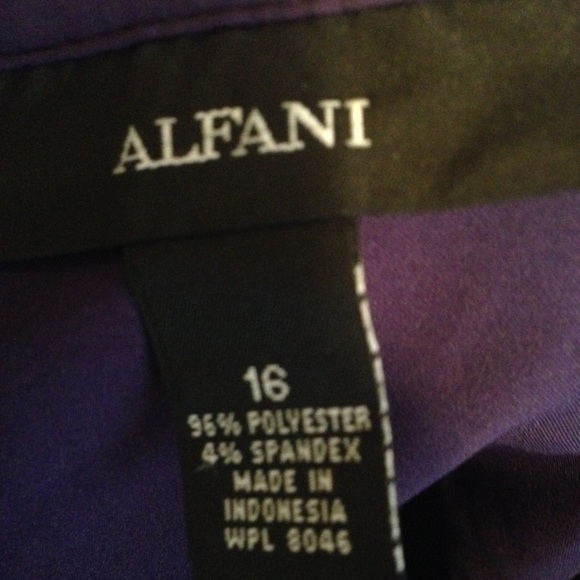 ALFANI
16
96% POLYESTER
4% SPANDEX
MADE IN
INDONESIA
WPL 8046